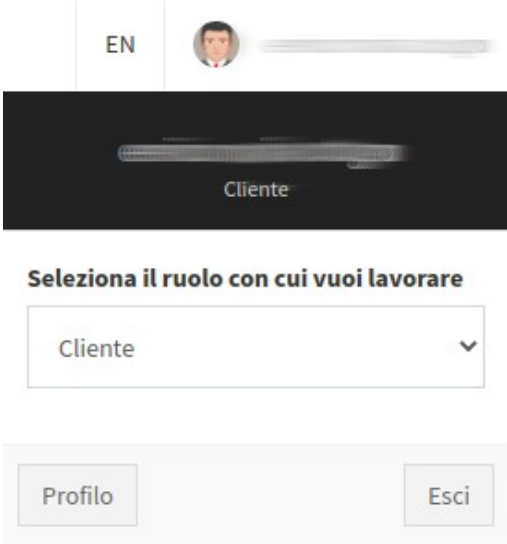 EN
Cliente
Seleziona il ruolo con cui vuoi lavorare
Cliente
Profilo
Esci